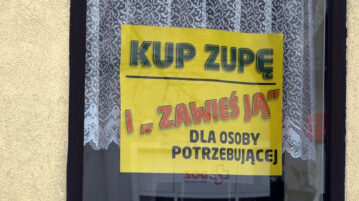 KUP ZUPĘ
I „ZAWIEŚ JĄ”
DLA OSOBY
POTRZEBUJĄCEJ